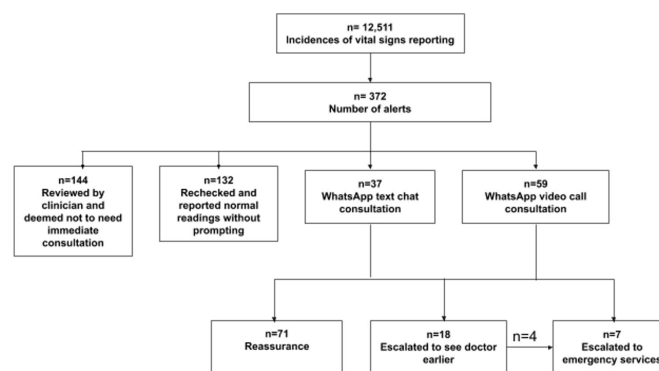 n= 12,511
Incidences of vital signs reporting
n= 372
Number of alerts
n=144
Reviewed by
clinician and
deemed not to need
immediate
consultation
n=132
Rechecked and
reported normal
readings without
prompting
n=37
WhatsApp text chat
consultation
n=59
WhatsApp video call
consultation
n=71
Reassurance
n=18
Escalated to see doctor
earlier
n=4
n=7
Escalated to
emergency services